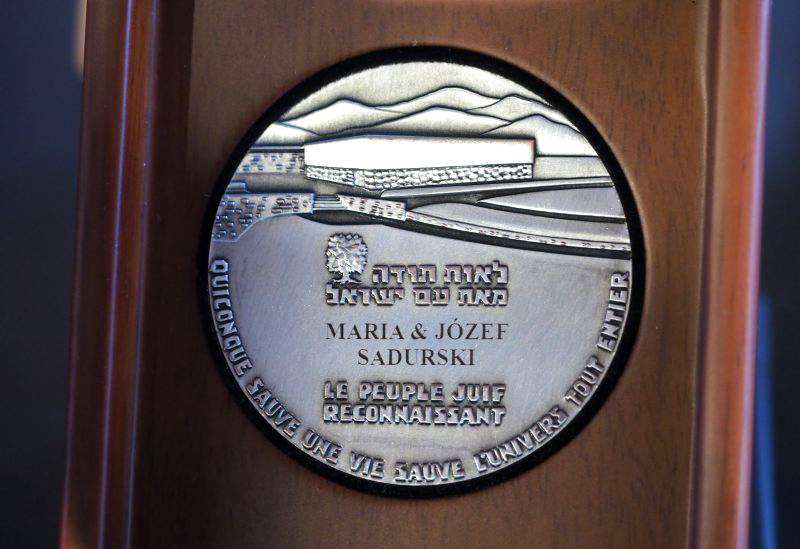 לאות תודה
מאת עם ישראל
MARIA & JÓZEF
SADURSKI
LE PEUPLE JUIF
RECONNAISSANT
QUICONQUE SAUVE UNE VIE SAUVE L'UNIVERS TOUT ENTIER